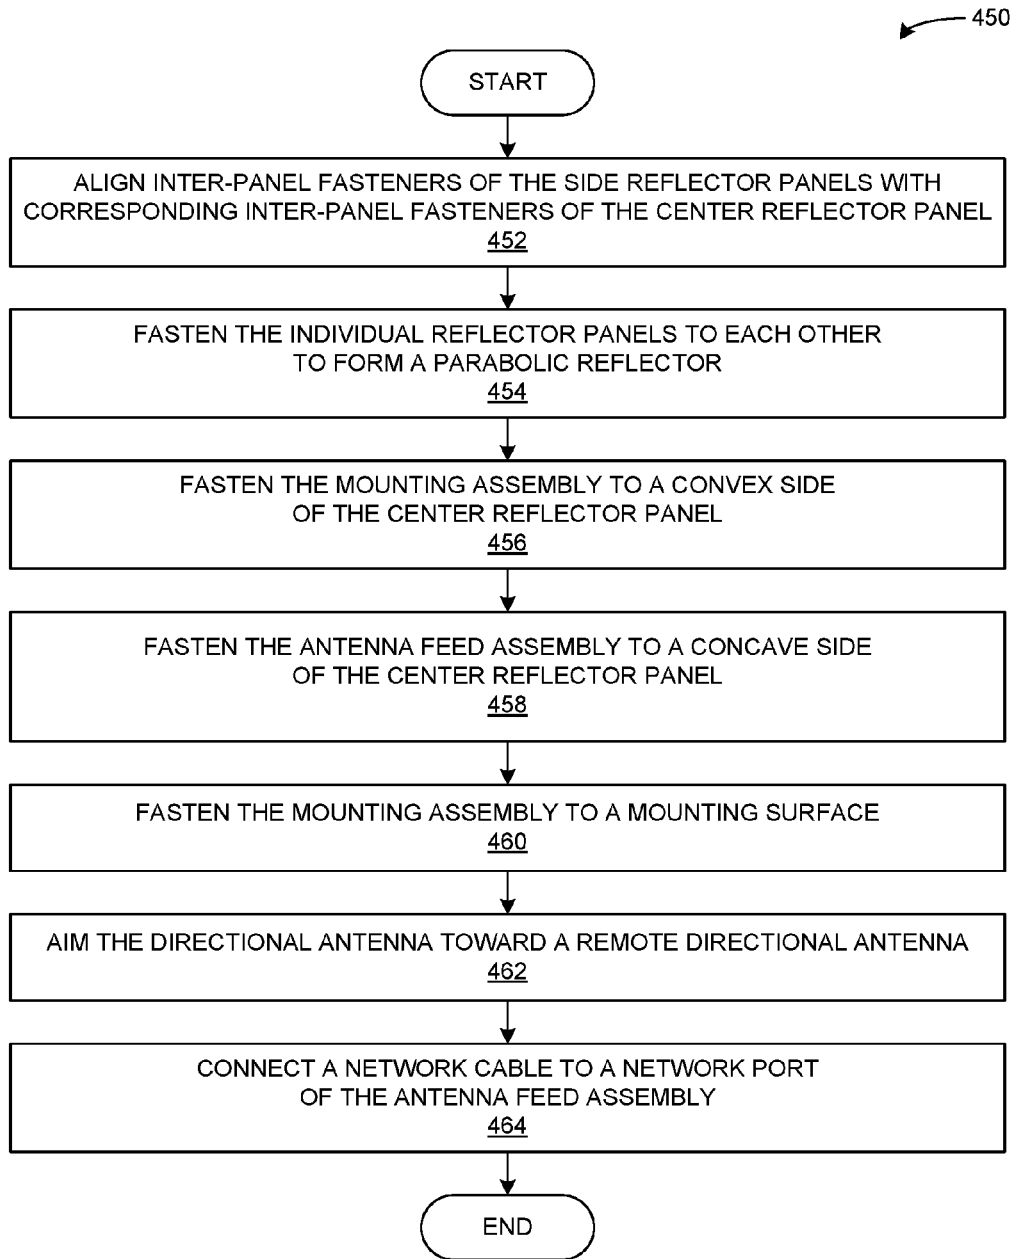 450
START
ALIGN INTER-PANEL FASTENERS OF THE SIDE REFLECTOR PANELS WITH
CORRESPONDING INTER-PANEL FASTENERS OF THE CENTER REFLECTOR PANEL
452
FASTEN THE INDIVIDUAL REFLECTOR PANELS TO EACH OTHER
TO FORM A PARABOLIC REFLECTOR
454
FASTEN THE MOUNTING ASSEMBLY TO A CONVEX SIDE
OF THE CENTER REFLECTOR PANEL
456
FASTEN THE ANTENNA FEED ASSEMBLY TO A CONCAVE SIDE
OF THE CENTER REFLECTOR PANEL
458
FASTEN THE MOUNTING ASSEMBLY TO A MOUNTING SURFACE
460
AIM THE DIRECTIONAL ANTENNA TOWARD A REMOTE DIRECTIONAL ANTENNA
462
CONNECT A NETWORK CABLE TO A NETWORK PORT
OF THE ANTENNA FEED ASSEMBLY
464
END